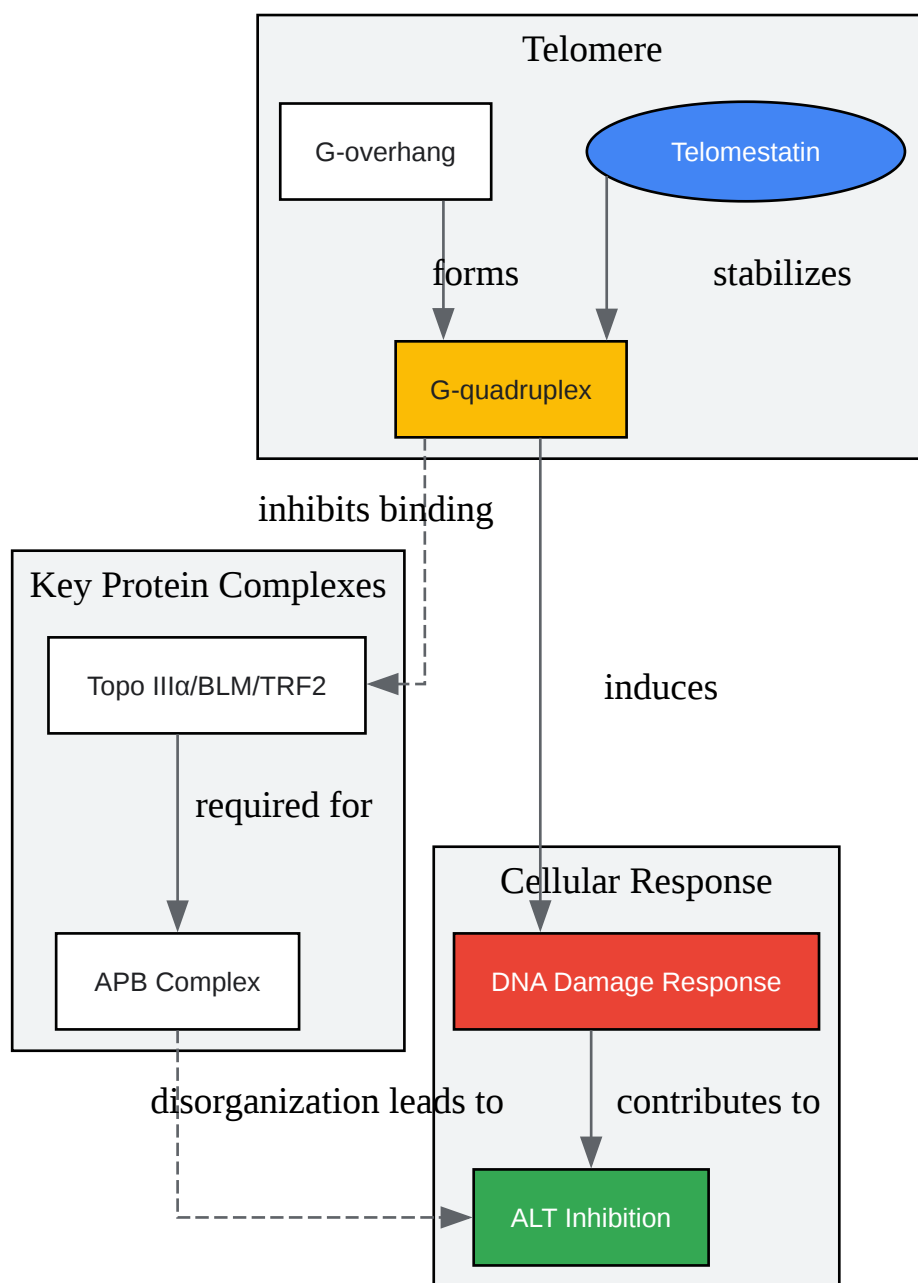 Telomere
G-overhang
Telomestatin
forms
stabilizes
G-quadruplex
inhibits binding
Key Protein Complexes
Topo IIIα/BLM/TRF2
induces
required for
Cellular Response
APB Complex
DNA Damage Response
disorganization leads to
contributes to
ALT Inhibition